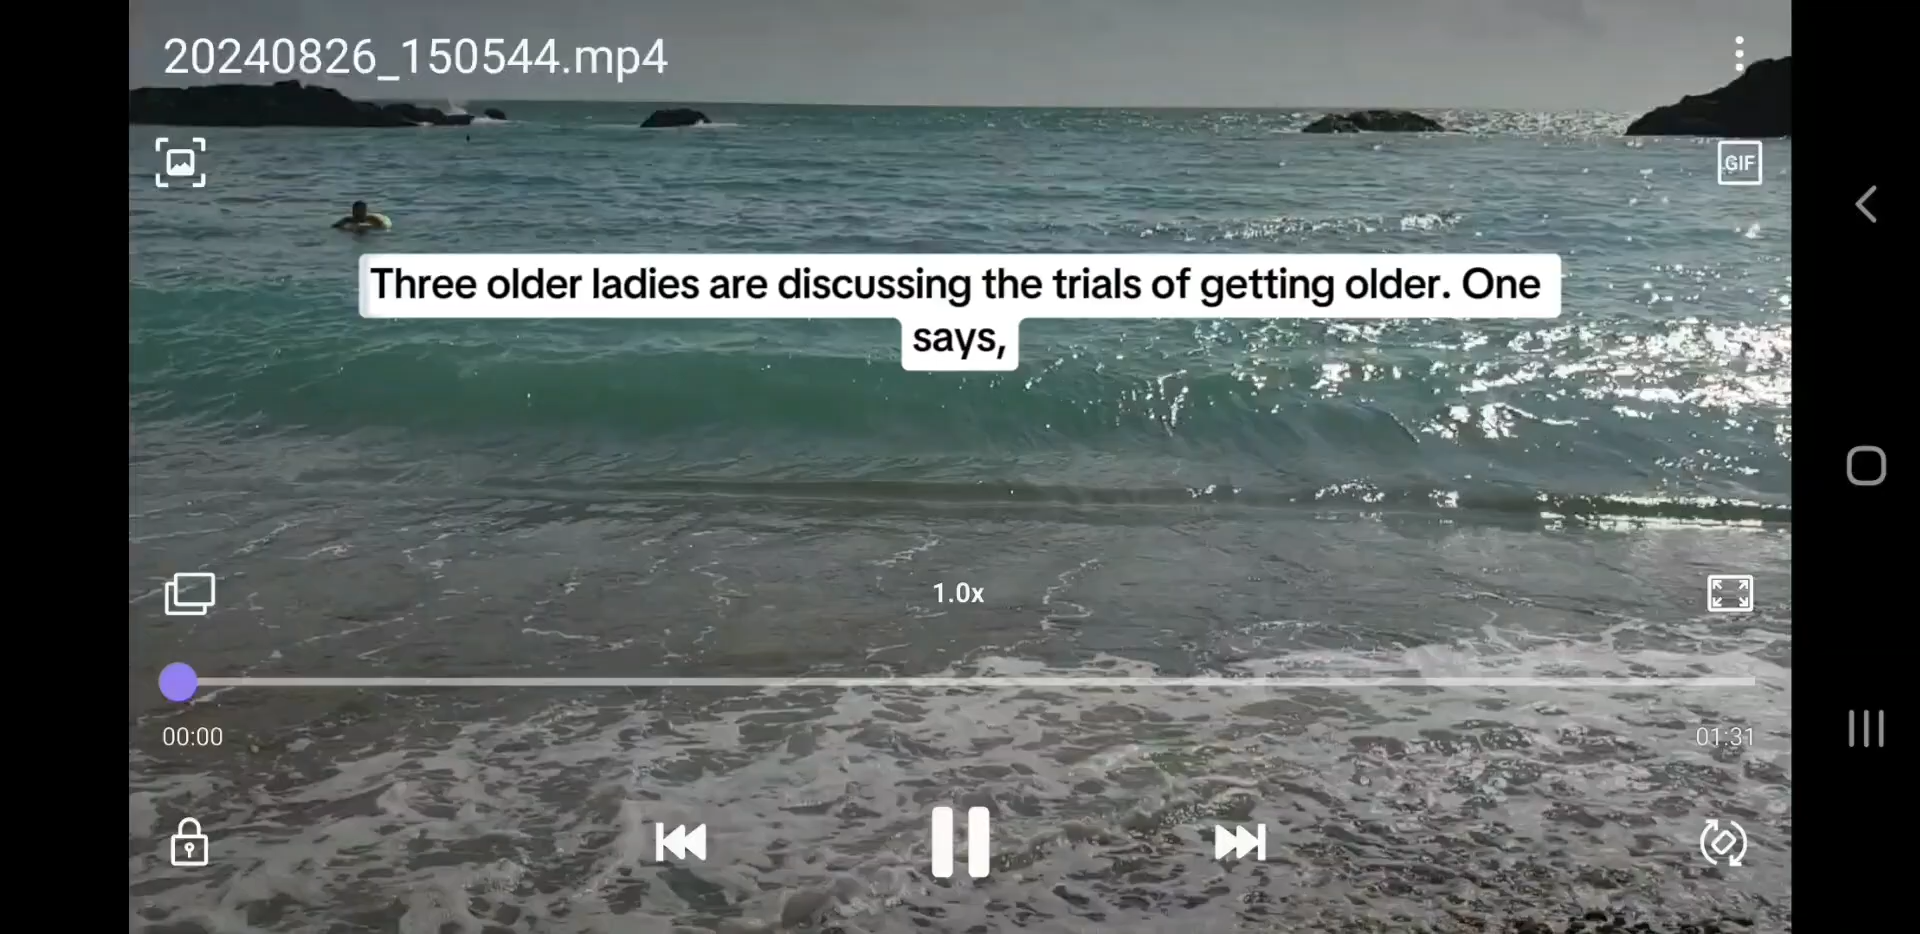 20240826_150544.mp4
GIF
Three older ladies are discussing the trials of getting older. One
says,
1.0x
00:00
01:31